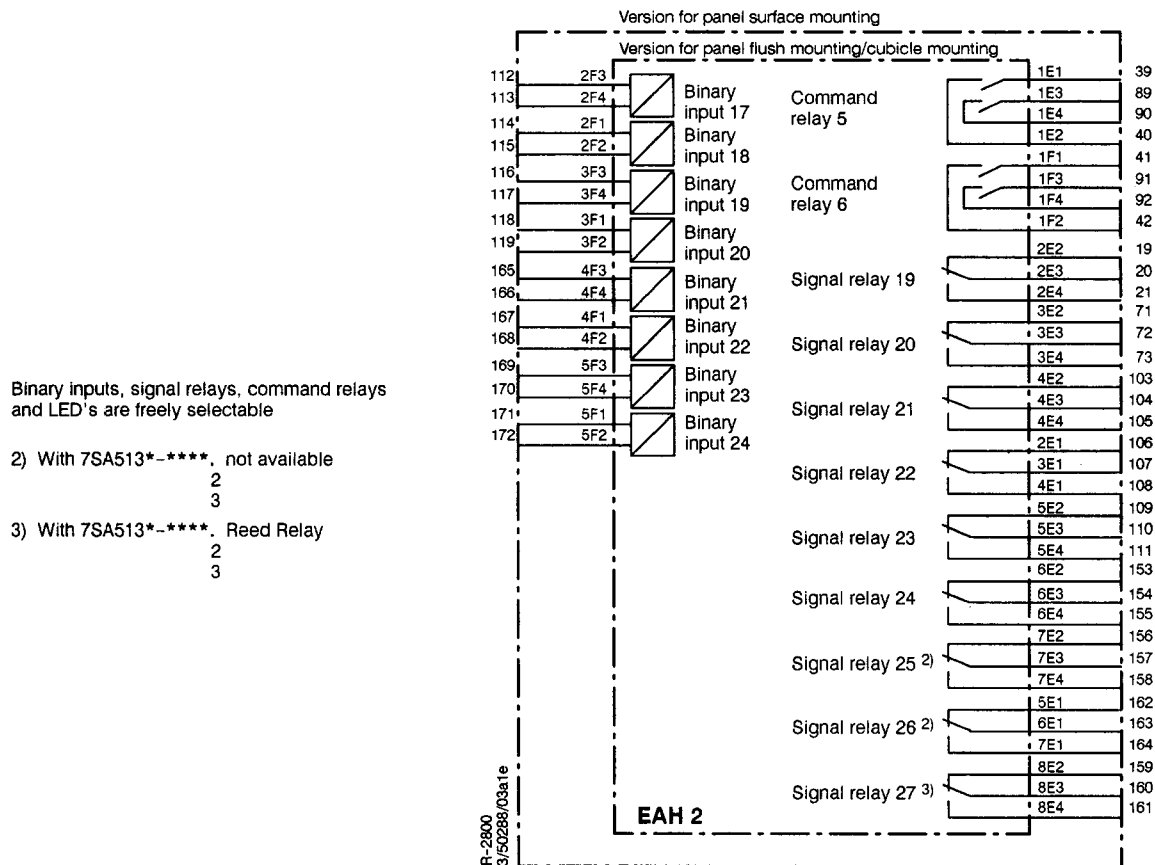 Version for panel surface mounting
Version for panel flush mounting/cubicle mounting
112 2F3
113 2F4
Binary input 17
114 2F1
115 2F2
Binary input 18
116 3F3
117 3F4
Binary input 19
118 3F1
119 3F2
Binary input 20
165 4F3
166 4F4
Binary input 21
167 4F1
168 4F2
Binary input 22
169 5F3
170 5F4
Binary input 23
171 5F1
172 5F2
Binary input 24
Command relay 5
1E1 39
1E3 89
1E4 90
1E2 40
Command relay 6
1F1 41
1F3 91
1F4 92
1F2 42
Signal relay 19
2E2 19
2E3 20
2E4 21
Signal relay 20
3E2 71
3E3 72
3E4 73
Signal relay 21
4E2 103
4E3 104
4E4 105
Signal relay 22
2E1 106
3E1 107
4E1 108
Signal relay 23
5E2 109
5E3 110
5E4 111
Signal relay 24
6E2 153
6E3 154
6E4 155
Signal relay 25 2)
7E2 156
7E3 157
7E4 158
Signal relay 26 2)
5E1 162
6E1 163
7E1 164
Signal relay 27 3)
8E2 159
8E3 160
8E4 161
EAH 2
Binary inputs, signal relays, command relays
and LED's are freely selectable
2) With 7SA513*-****. not available
2
3
3) With 7SA513*-****. Reed Relay
2
3
R-2800
3/50288/03a1e